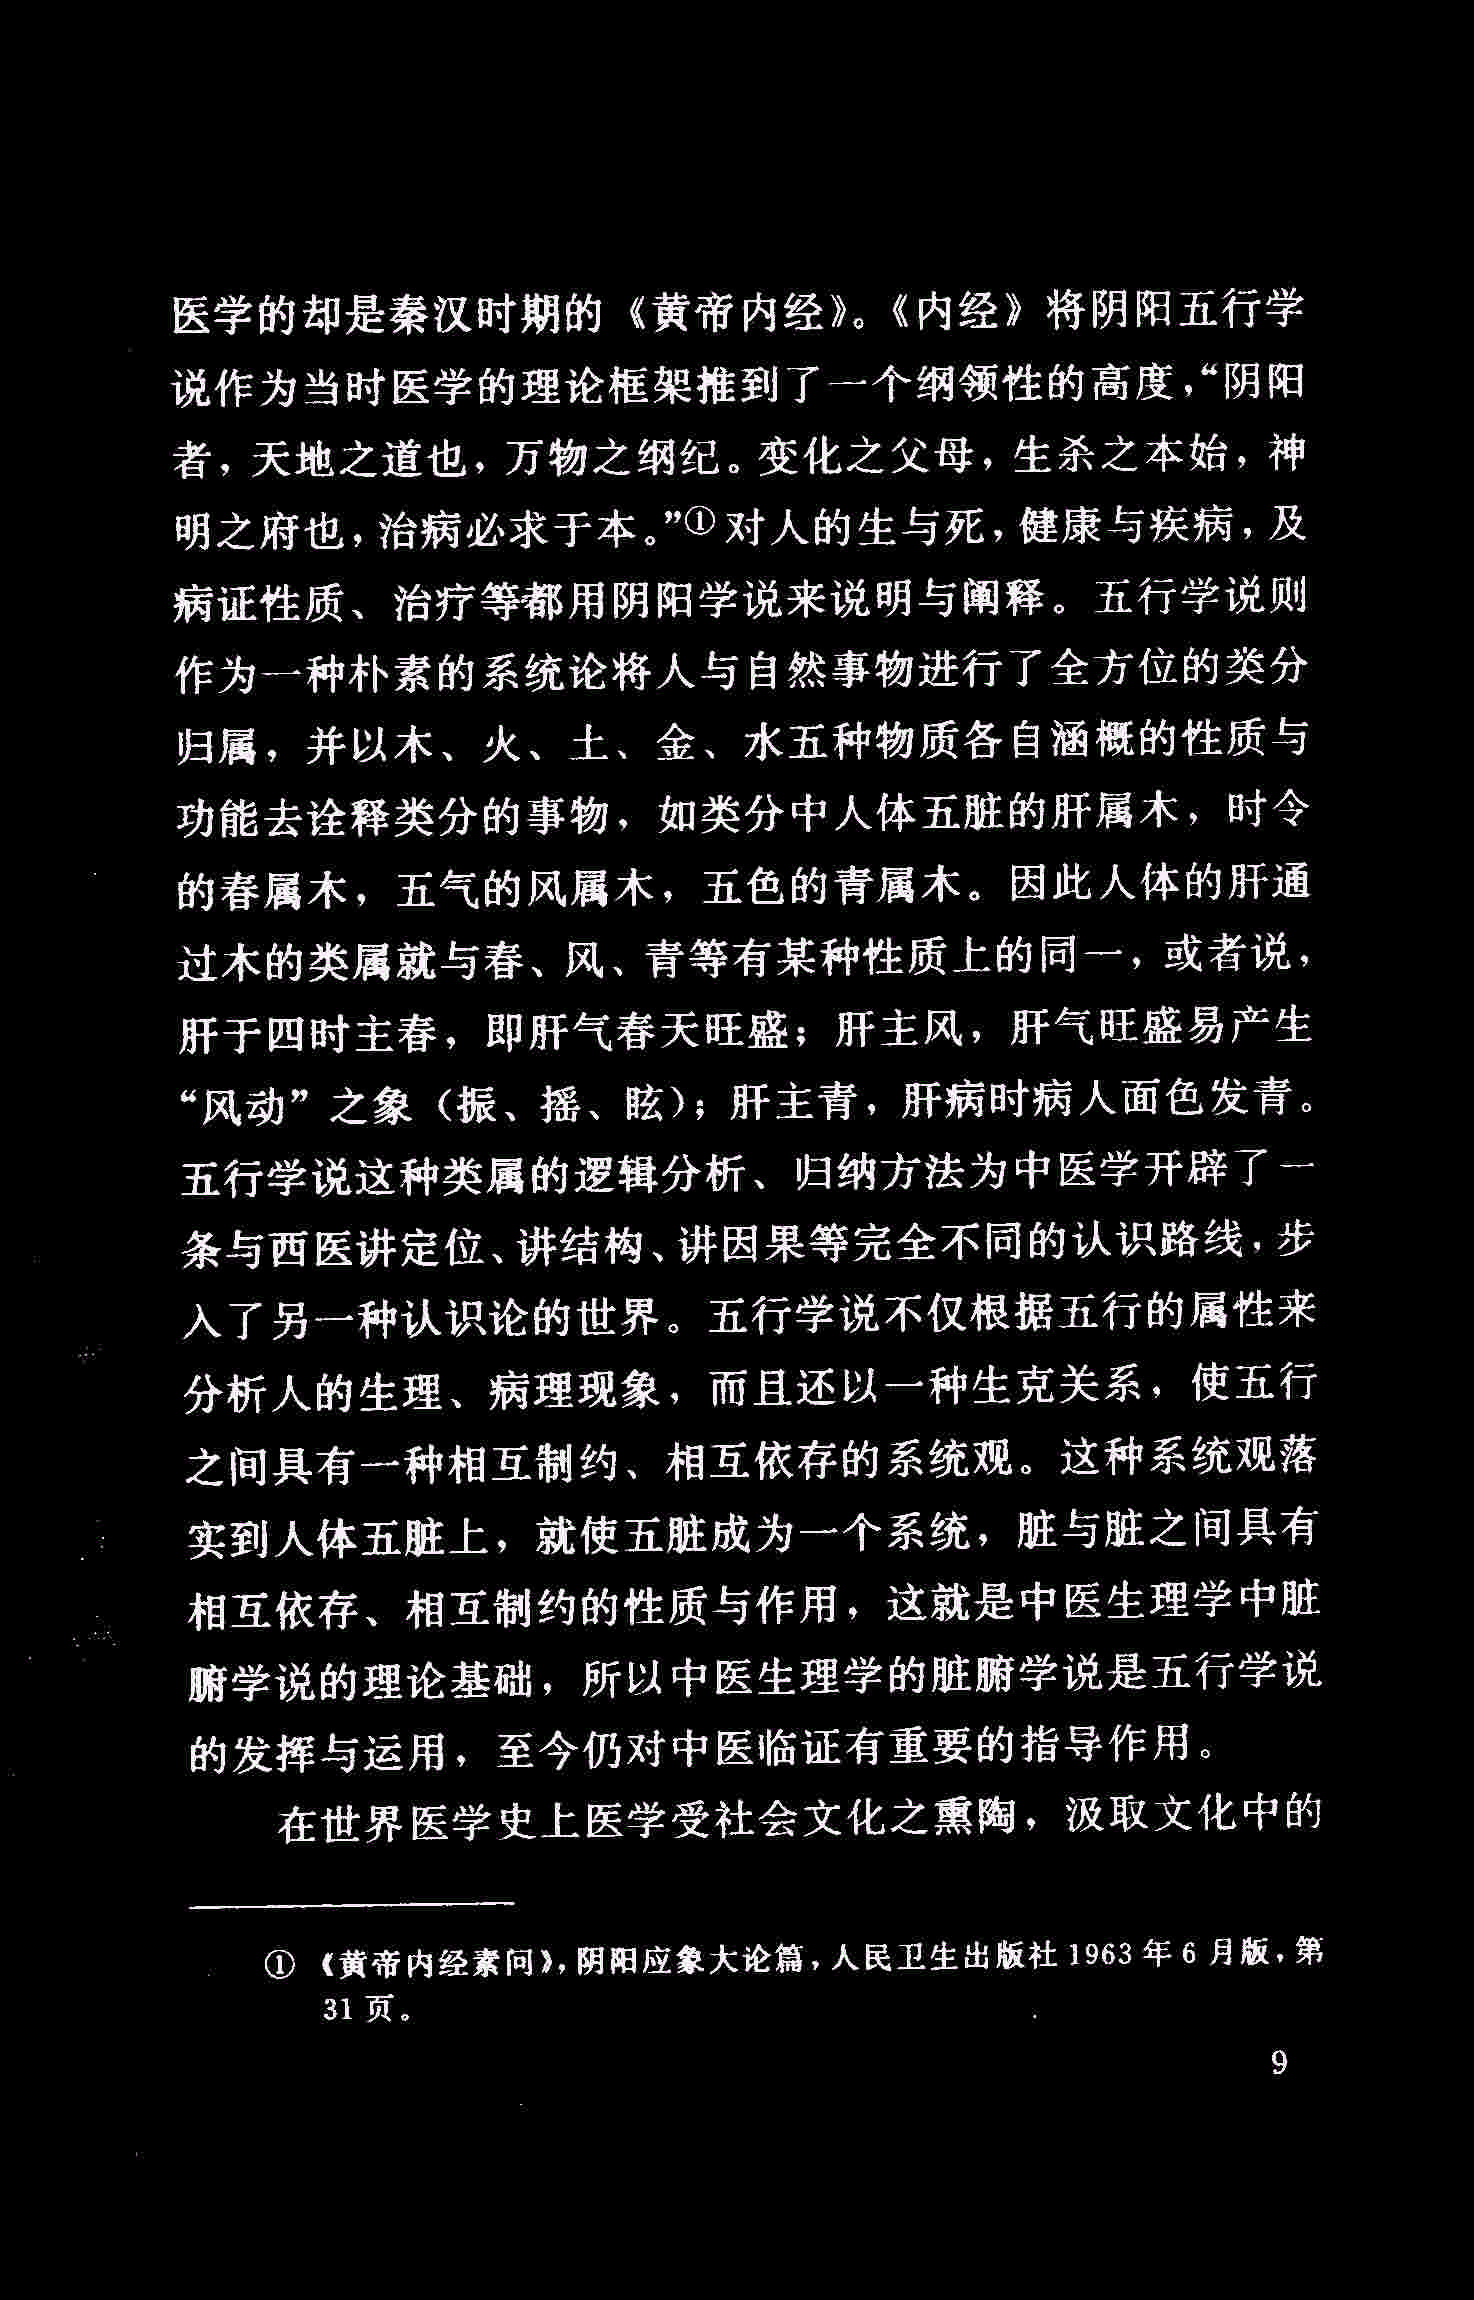 医学的却是秦汉时期的《黄帝内经》。《内经》将阴阳五行学
说作为当时医学的理论框架推到了一个纲领性的高度，“阴阳
者，天地之道也，万物之纲纪。变化之父母，生杀之本始，神
明之府也，治病必求于本。”①对人的生与死，健康与疾病，及
病证性质、治疗等都用阴阳学说来说明与阐释。五行学说则
作为一种朴素的系统论将人与自然事物进行了全方位的类分
归属，并以木、火、土、金、水五种物质各自涵概的性质与
功能去诠释类分的事物，如类分中人体五脏的肝属木，时令
的春属木，五气的风属木，五色的青属木。因此人体的肝通
过木的类属就与春、风、青等有某种性质上的同一，或者说，
肝于四时主春，即肝气春天旺盛；肝主风，肝气旺盛易产生
“风动”之象（振、摇、眩）；肝主青，肝病时病人面色发青。
五行学说这种类属的逻辑分析、归纳方法为中医学开辟了一
条与西医讲定位、讲结构、讲因果等完全不同的认识路线，步
入了另一种认识论的世界。五行学说不仅根据五行的属性来
分析人的生理、病理现象，而且还以一种生克关系，使五行
之间具有一种相互制约、相互依存的系统观。这种系统观落
实到人体五脏上，就使五脏成为一个系统，脏与脏之间具有
相互依存、相互制约的性质与作用，这就是中医生理学中脏
腑学说的理论基础，所以中医生理学的脏腑学说是五行学说
的发挥与运用，至今仍对中医临证有重要的指导作用。
在世界医学史上医学受社会文化之熏陶，汲取文化中的
① 《黄帝内经素问》，阴阳应象大论篇，人民卫生出版社1963年6月版，第
31页。
9